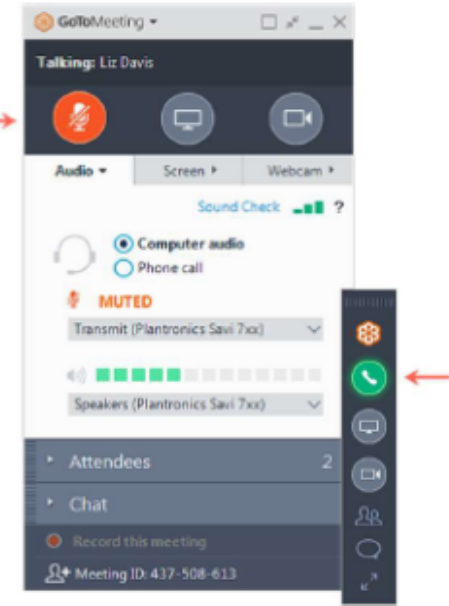 GoToMeeting
Talking: Liz Davis
Audio Screen Webcam
Sound Check ?
Computer audio
Phone call
MUTED
Transmit (Plantronics Savi 7xx)
Speakers (Plantronics Savi 7xx)
Attendees 2
Chat
Record this meeting
Meeting ID: 437-508-613